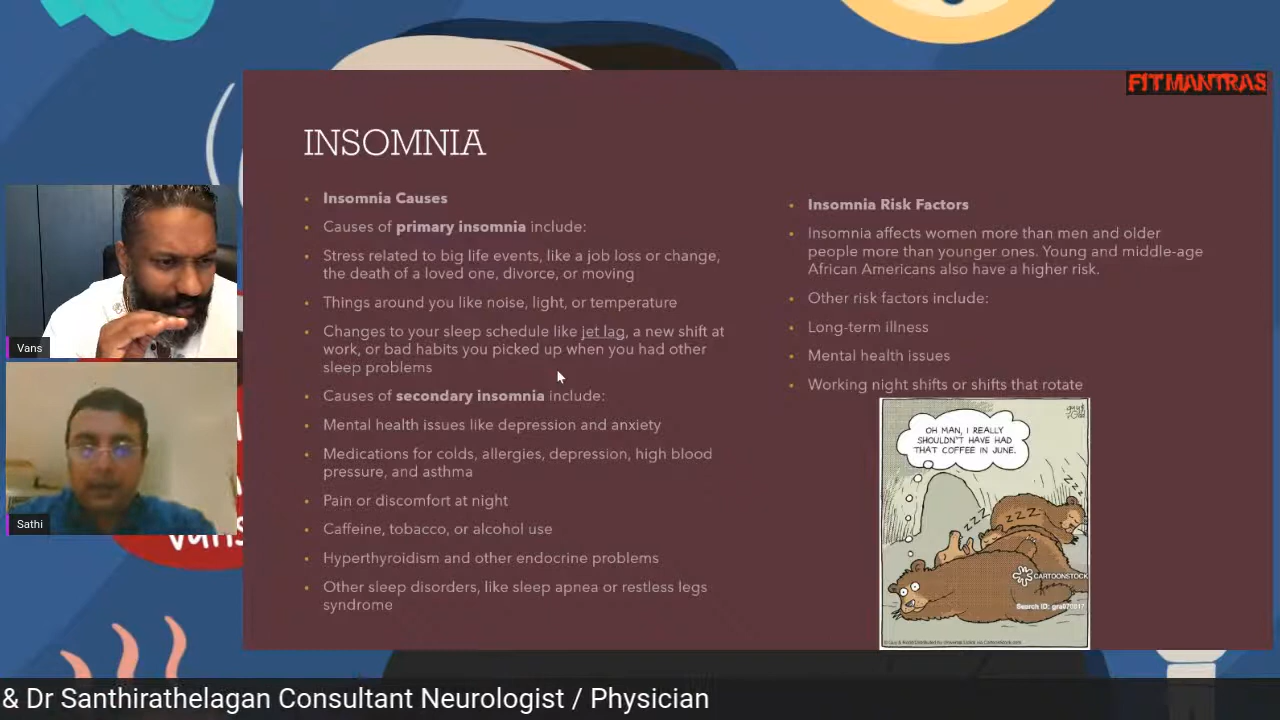 FITMANTRAS
INSOMNIA
• Insomnia Causes
• Causes of primary insomnia include:
• Stress related to big life events, like a job loss or change,
the death of a loved one, divorce, or moving
• Things around you like noise, light, or temperature
• Changes to your sleep schedule like jet lag, a new shift at
work, or bad habits you picked up when you had other
sleep problems
• Causes of secondary insomnia include:
• Mental health issues like depression and anxiety
• Medications for colds, allergies, depression, high blood
pressure, and asthma
• Pain or discomfort at night
• Caffeine, tobacco, or alcohol use
• Hyperthyroidism and other endocrine problems
• Other sleep disorders, like sleep apnea or restless legs
syndrome
• Insomnia Risk Factors
• Insomnia affects women more than men and older
people more than younger ones. Young and middle-age
African Americans also have a higher risk.
• Other risk factors include:
• Long-term illness
• Mental health issues
• Working night shifts or shifts that rotate
OH MAN, I REALLY
SHOULDN'T HAVE HAD
THAT COFFEE IN JUNE.
ZZZ
ZZZ
ZZZ
CARTOONSTOCK
Search ID:
Vans
Sathi
vans
& Dr Santhirathelagan Consultant Neurologist / Physician